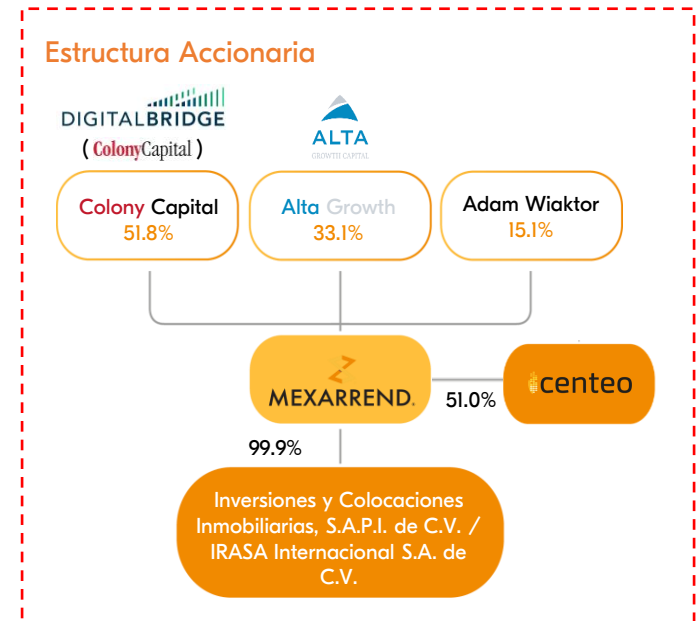 Estructura Accionaria
DIGITALBRIDGE
( ColonyCapital )
ALTA
GROWTH CAPITAL
Colony Capital
51.8%
Alta Growth
33.1%
Adam Wiaktor
15.1%
MEXARREND.
51.0%
centeo
99.9%
Inversiones y Colocaciones
Inmobiliarias, S.A.P.I. de C.V. /
IRASA Internacional S.A. de
C.V.